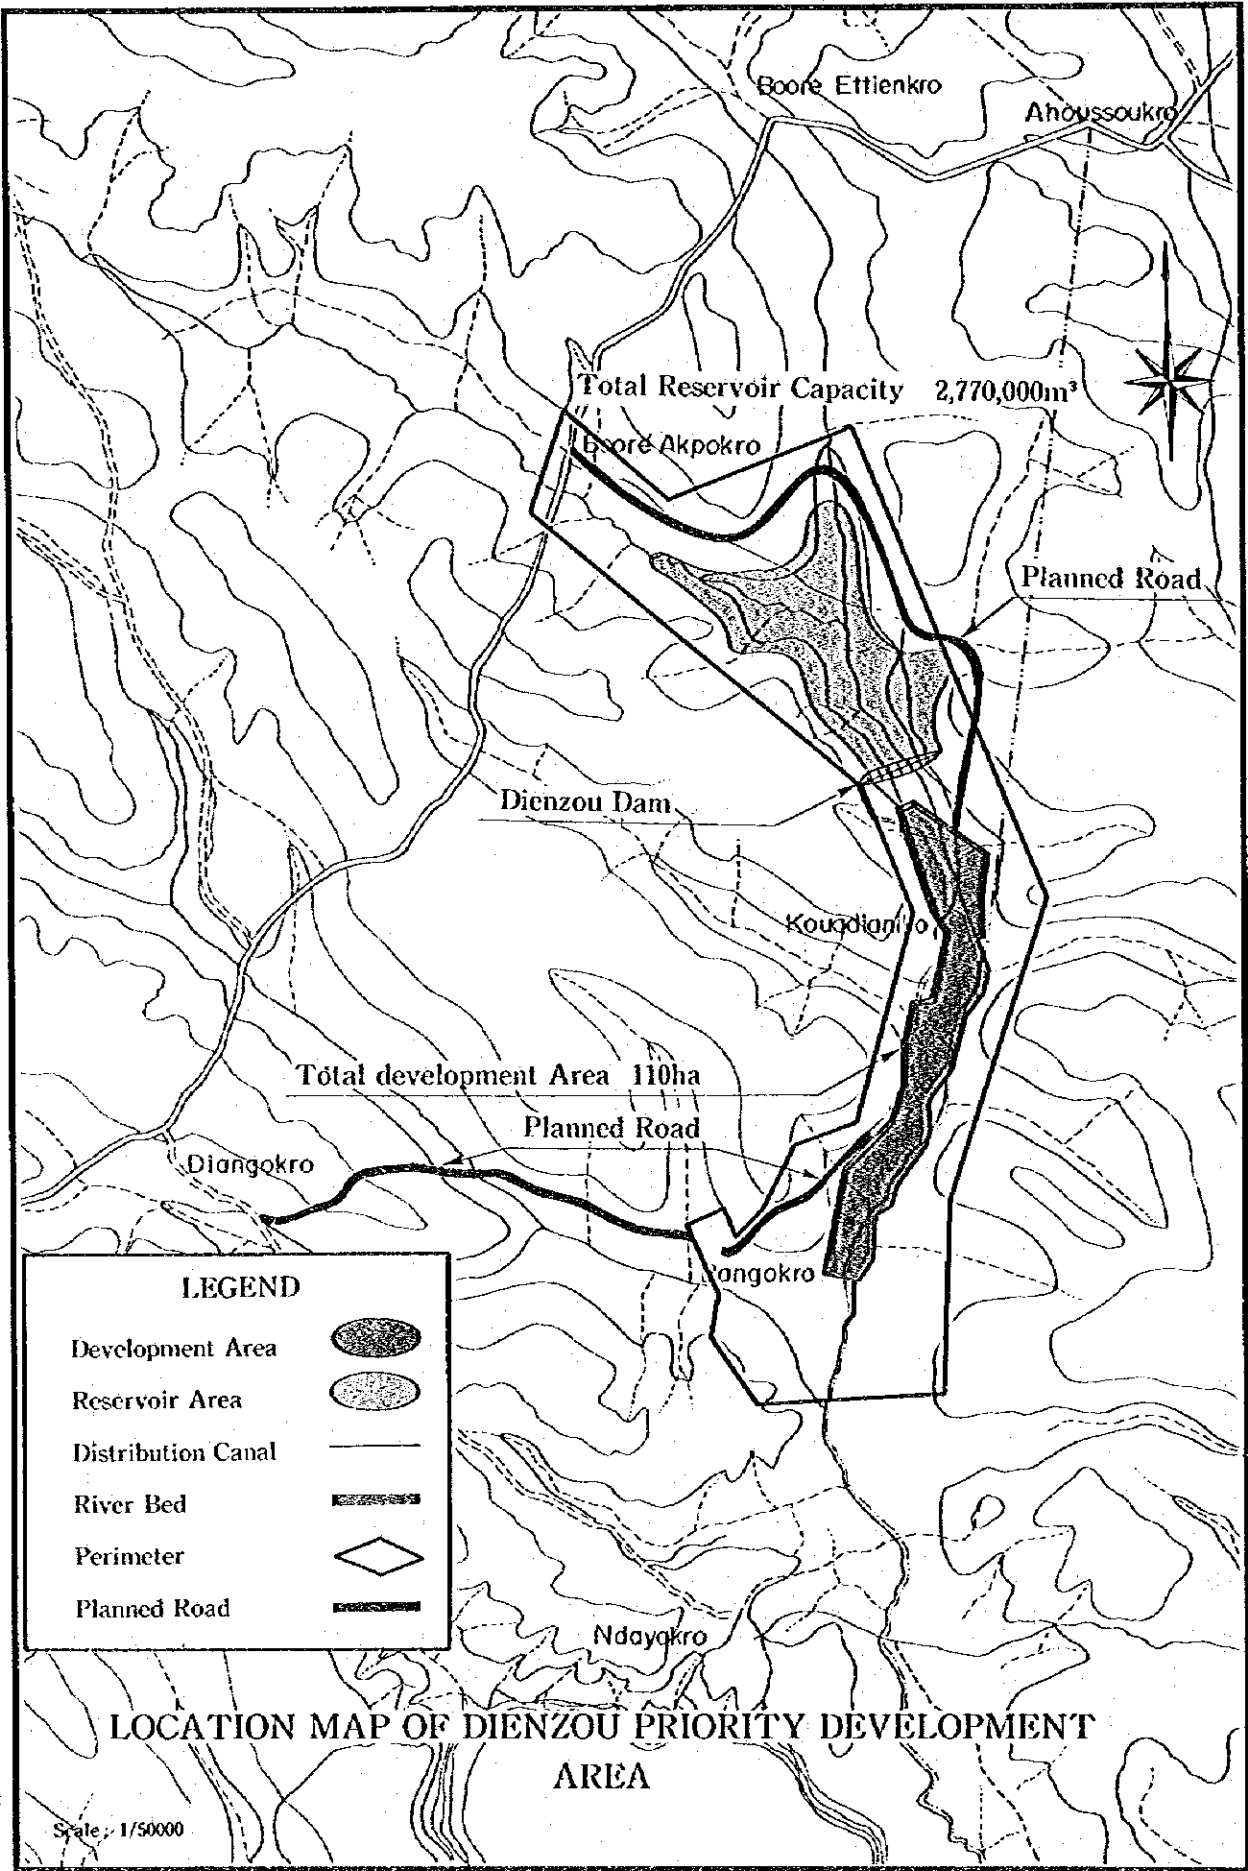 Boore Ettienkro
Ahoussoukro
Total Reservoir Capacity 2,770,000m³
Boore Akpokro
Planned Road
Dienzou Dam
Total development Area 110ha
Planned Road
Diangokro
LEGEND
Development Area
Reservoir Area
Distribution Canal
River Bed
Perimeter
Planned Road
Ndayokro
LOCATION MAP OF DIENZOU PRIORITY DEVELOPMENT
AREA
Scale: 1/50000